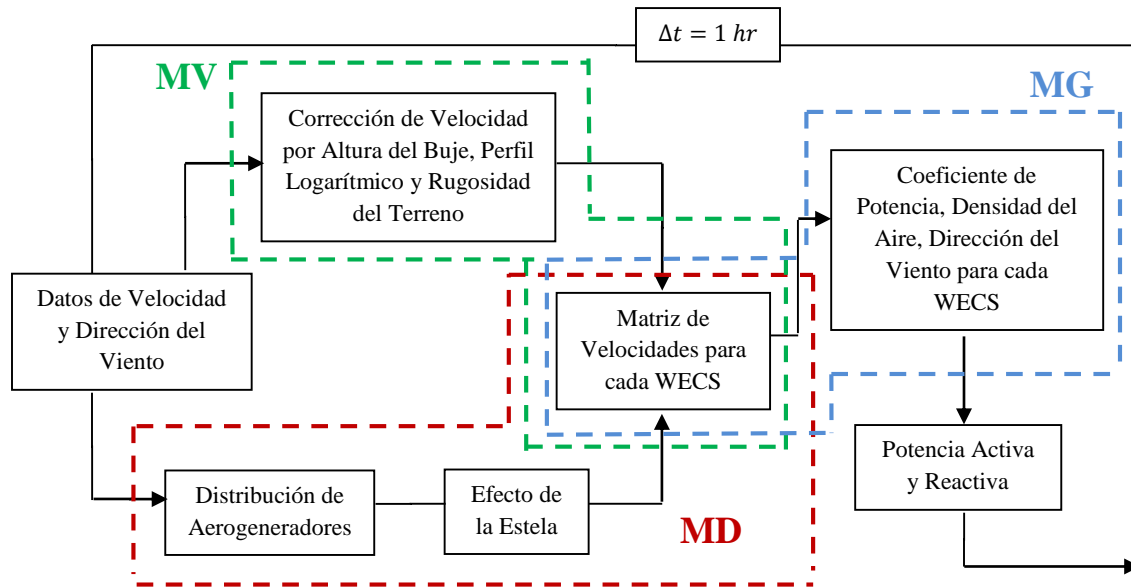 Δt = 1 hr
MV
MG
Corrección de Velocidad
por Altura del Buje, Perfil
Logarítmico y Rugosidad
del Terreno
Coeficiente de
Potencia, Densidad del
Aire, Dirección del
Viento para cada
WECS
Datos de Velocidad
y Dirección del
Viento
Matriz de
Velocidades para
cada WECS
Potencia Activa
y Reactiva
Distribución de
Aerogeneradores
Efecto de
la Estela
MD